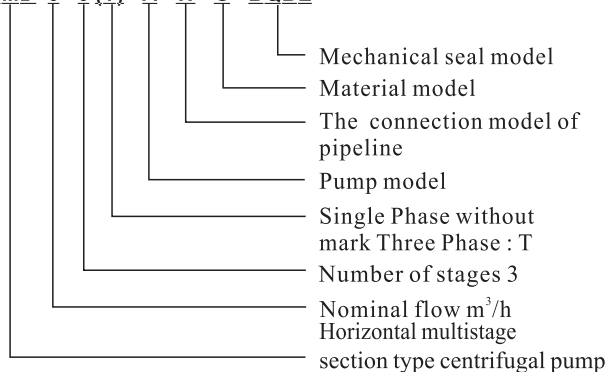 Mechanical seal model
Material model
The connection model of
pipeline
Pump model
Single Phase without
mark Three Phase : T
Number of stages 3
Nominal flow m³/h
Horizontal multistage
section type centrifugal pump